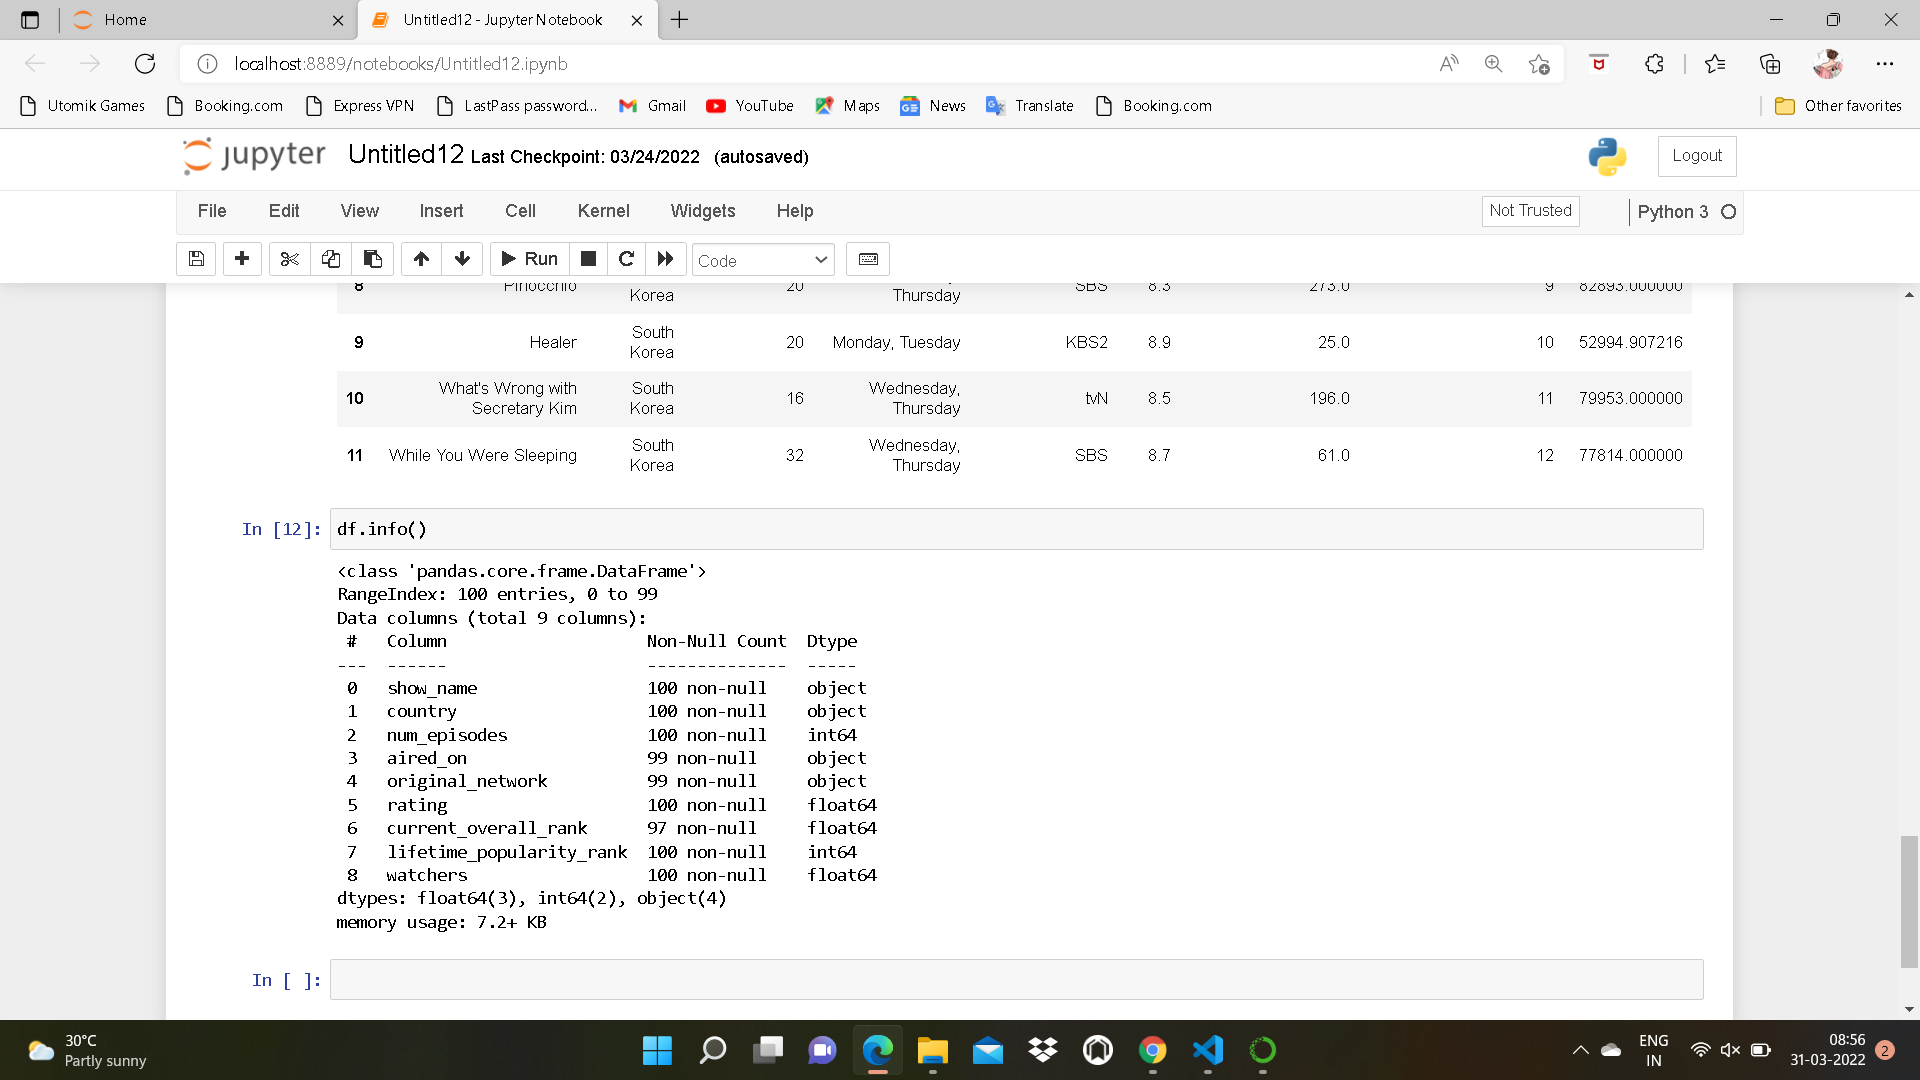 Home
Untitled12 - Jupyter Notebook
localhost:8889/notebooks/Untitled12.ipynb
Utomik Games Booking.com Express VPN LastPass password... Gmail YouTube Maps News Translate Booking.com Other favorites
jupyter Untitled12 Last Checkpoint: 03/24/2022 (autosaved) Logout
File Edit View Insert Cell Kernel Widgets Help Not Trusted Python 3
Run Code
8 Pinocchio Korea 20 Thursday SBS 8.3 273.0 9 82893.000000
9 Healer South Korea 20 Monday, Tuesday KBS2 8.9 25.0 10 52994.907216
10 What's Wrong with Secretary Kim South Korea 16 Wednesday, Thursday tvN 8.5 196.0 11 79953.000000
11 While You Were Sleeping South Korea 32 Wednesday, Thursday SBS 8.7 61.0 12 77814.000000
In [12]: df.info()
<class 'pandas.core.frame.DataFrame'>
RangeIndex: 100 entries, 0 to 99
Data columns (total 9 columns):
# Column Non-Null Count Dtype
--- ------ -------------- -----
0 show_name 100 non-null object
1 country 100 non-null object
2 num_episodes 100 non-null int64
3 aired_on 99 non-null object
4 original_network 99 non-null object
5 rating 100 non-null float64
6 current_overall_rank 97 non-null float64
7 lifetime_popularity_rank 100 non-null int64
8 watchers 100 non-null float64
dtypes: float64(3), int64(2), object(4)
memory usage: 7.2+ KB
In [ ]:
30°C
Partly sunny
ENG
IN
08:56
31-03-2022
2